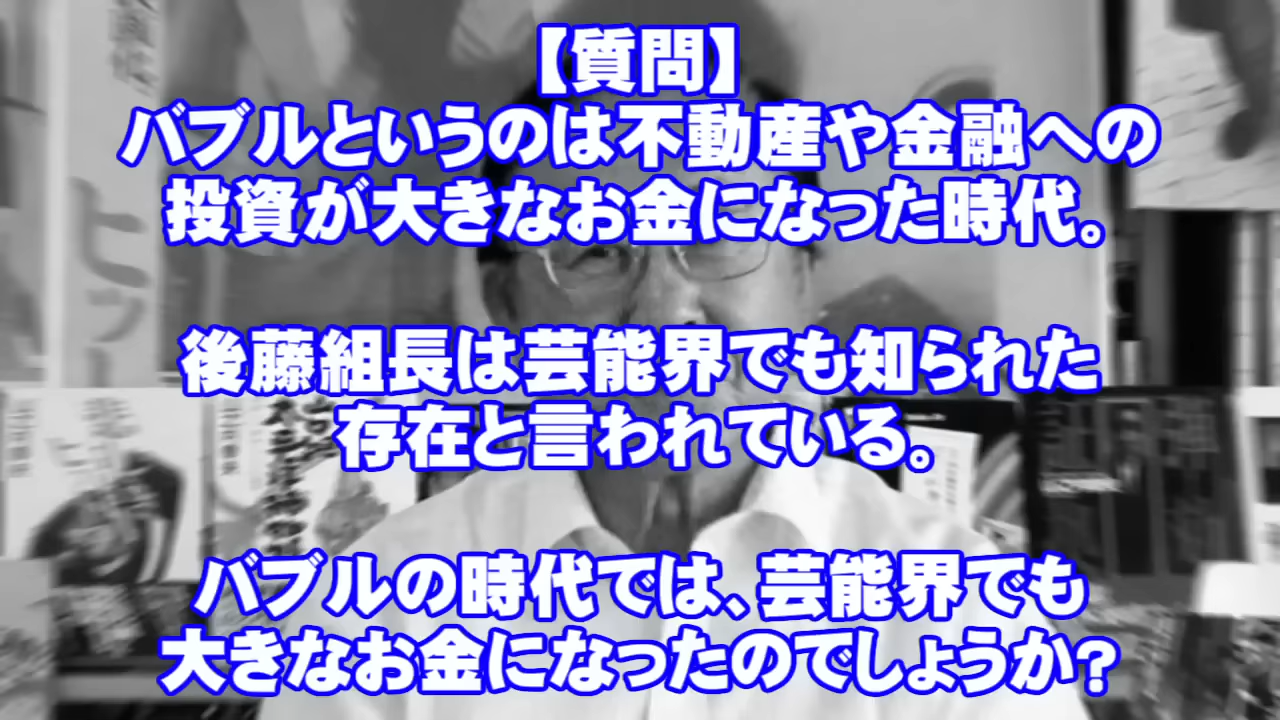 【質問】
バブルというのは不動産や金融への
投資が大きなお金になった時代。
後藤組長は芸能界でも知られた
存在と言われている。
バブルの時代では、芸能界でも
大きなお金になったのでしょうか?